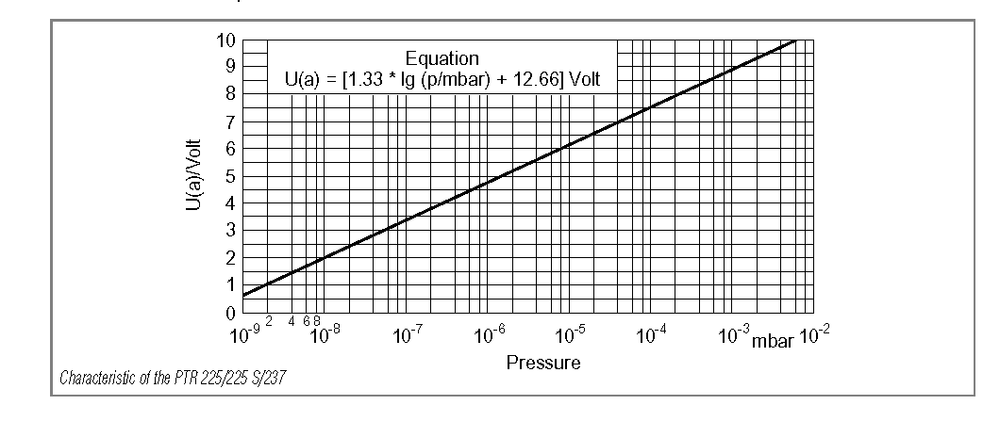 Equation
U(a) = [1.33 * lg (p/mbar) + 12.66] Volt
10
9
8
7
6
5
4
3
2
1
0
U(a)/Volt
10-9 2 4 6 8 10-8 10-7 10-6 10-5 10-4 10-3 mbar 10-2
Pressure
Characteristic of the PTR 225/225 S/237